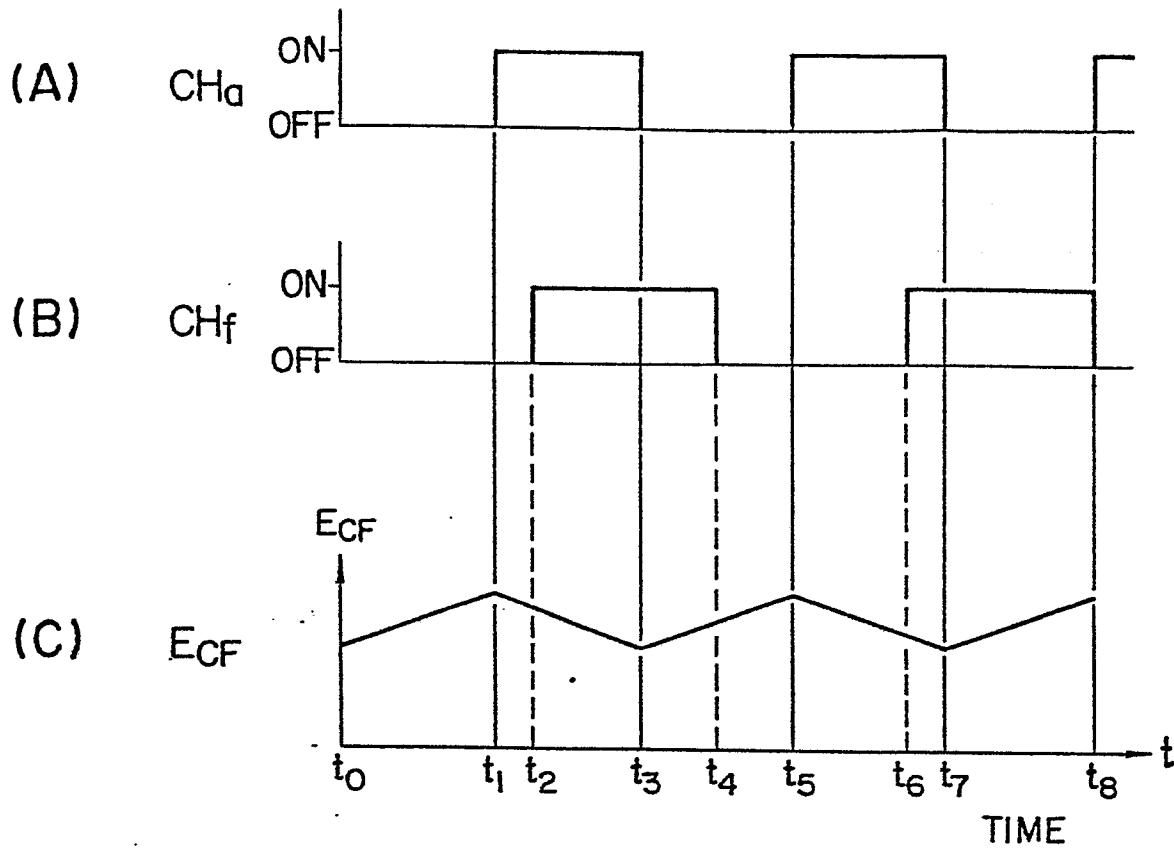 (A) CHa ON OFF
(B) CHf ON OFF
ECF
(C) ECF
t0 t1 t2 t3 t4 t5 t6 t7 t8 t
TIME